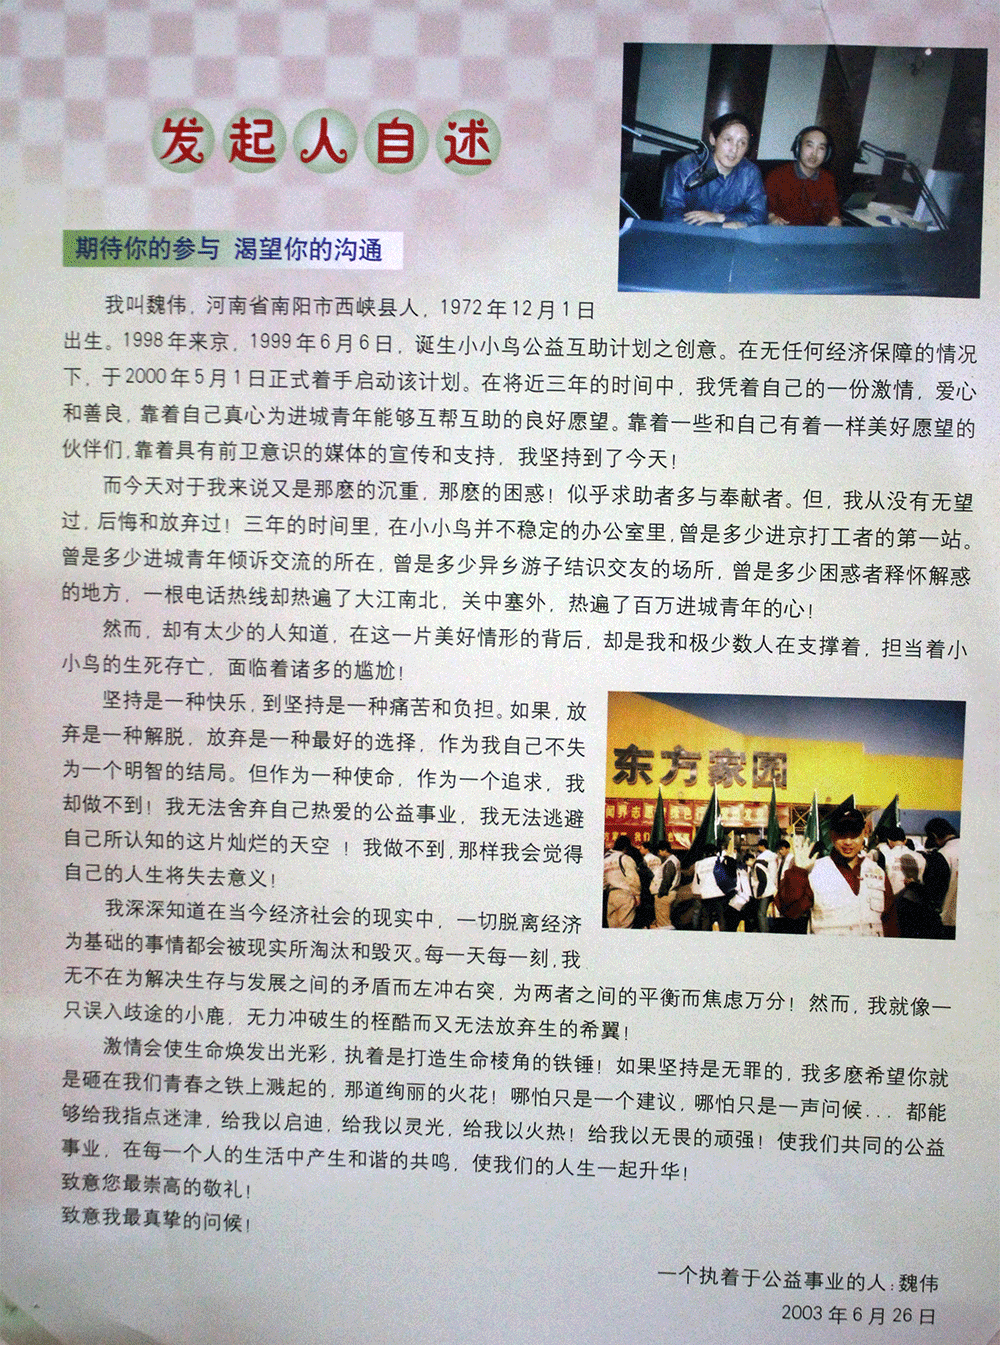 发起人自述
期待你的参与 渴望你的沟通
我叫魏伟，河南省南阳市西峡县人，1972年12月1日
出生。1998年来京，1999年6月6日，诞生小小鸟公益互助计划之创意。在无任何经济保障的情况
下，于2000年5月1日正式着手启动该计划。在将近三年的时间中，我凭着自己的一份激情，爱心
和善良，靠着自己真心为进城青年能够互帮互助的良好愿望。靠着一些和自己有着一样美好愿望的
伙伴们,靠着具有前卫意识的媒体的宣传和支持，我坚持到了今天！
而今天对于我来说又是那麽的沉重，那麽的困惑！似乎求助者多与奉献者。但，我从没有无望
过，后悔和放弃过！三年的时间里，在小小鸟并不稳定的办公室里,曾是多少进京打工者的第一站。
曾是多少进城青年倾诉交流的所在，曾是多少异乡游子结识交友的场所，曾是多少困惑者释怀解惑
的地方，一根电话热线却热遍了大江南北，关中塞外，热遍了百万进城青年的心！
然而，却有太少的人知道，在这一片美好情形的背后，却是我和极少数人在支撑着，担当着小
小鸟的生死存亡，面临着诸多的尴尬！
坚持是一种快乐，到坚持是一种痛苦和负担。如果，放
弃是一种解脱，放弃是一种最好的选择，作为我自己不失
为一个明智的结局。但作为一种使命，作为一个追求，我
却做不到！我无法舍弃自己热爱的公益事业，我无法逃避
自己所认知的这片灿烂的天空 ！我做不到,那样我会觉得
自己的人生将失去意义！
东方家园
我深深知道在当今经济社会的现实中，一切脱离经济
为基础的事情都会被现实所淘汰和毁灭。每一天每一刻,我
无不在为解决生存与发展之间的矛盾而左冲右突，为两者之间的平衡而焦虑万分！然而，我就像一
只误入歧途的小鹿，无力冲破生的桎酷而又无法放弃生的希翼！
激情会使生命焕发出光彩，执着是打造生命棱角的铁锤！如果坚持是无罪的，我多麽希望你就
是砸在我们青春之铁上溅起的，那道绚丽的火花！哪怕只是一个建议，哪怕只是一声问候... 都能
够给我指点迷津，给我以启迪，给我以灵光，给我以火热！给我以无畏的顽强！使我们共同的公益
事业，在每一个人的生活中产生和谐的共鸣，使我们的人生一起升华！
致意您最崇高的敬礼！
致意我最真挚的问候！
一个执着于公益事业的人：魏伟
2003年6月26日